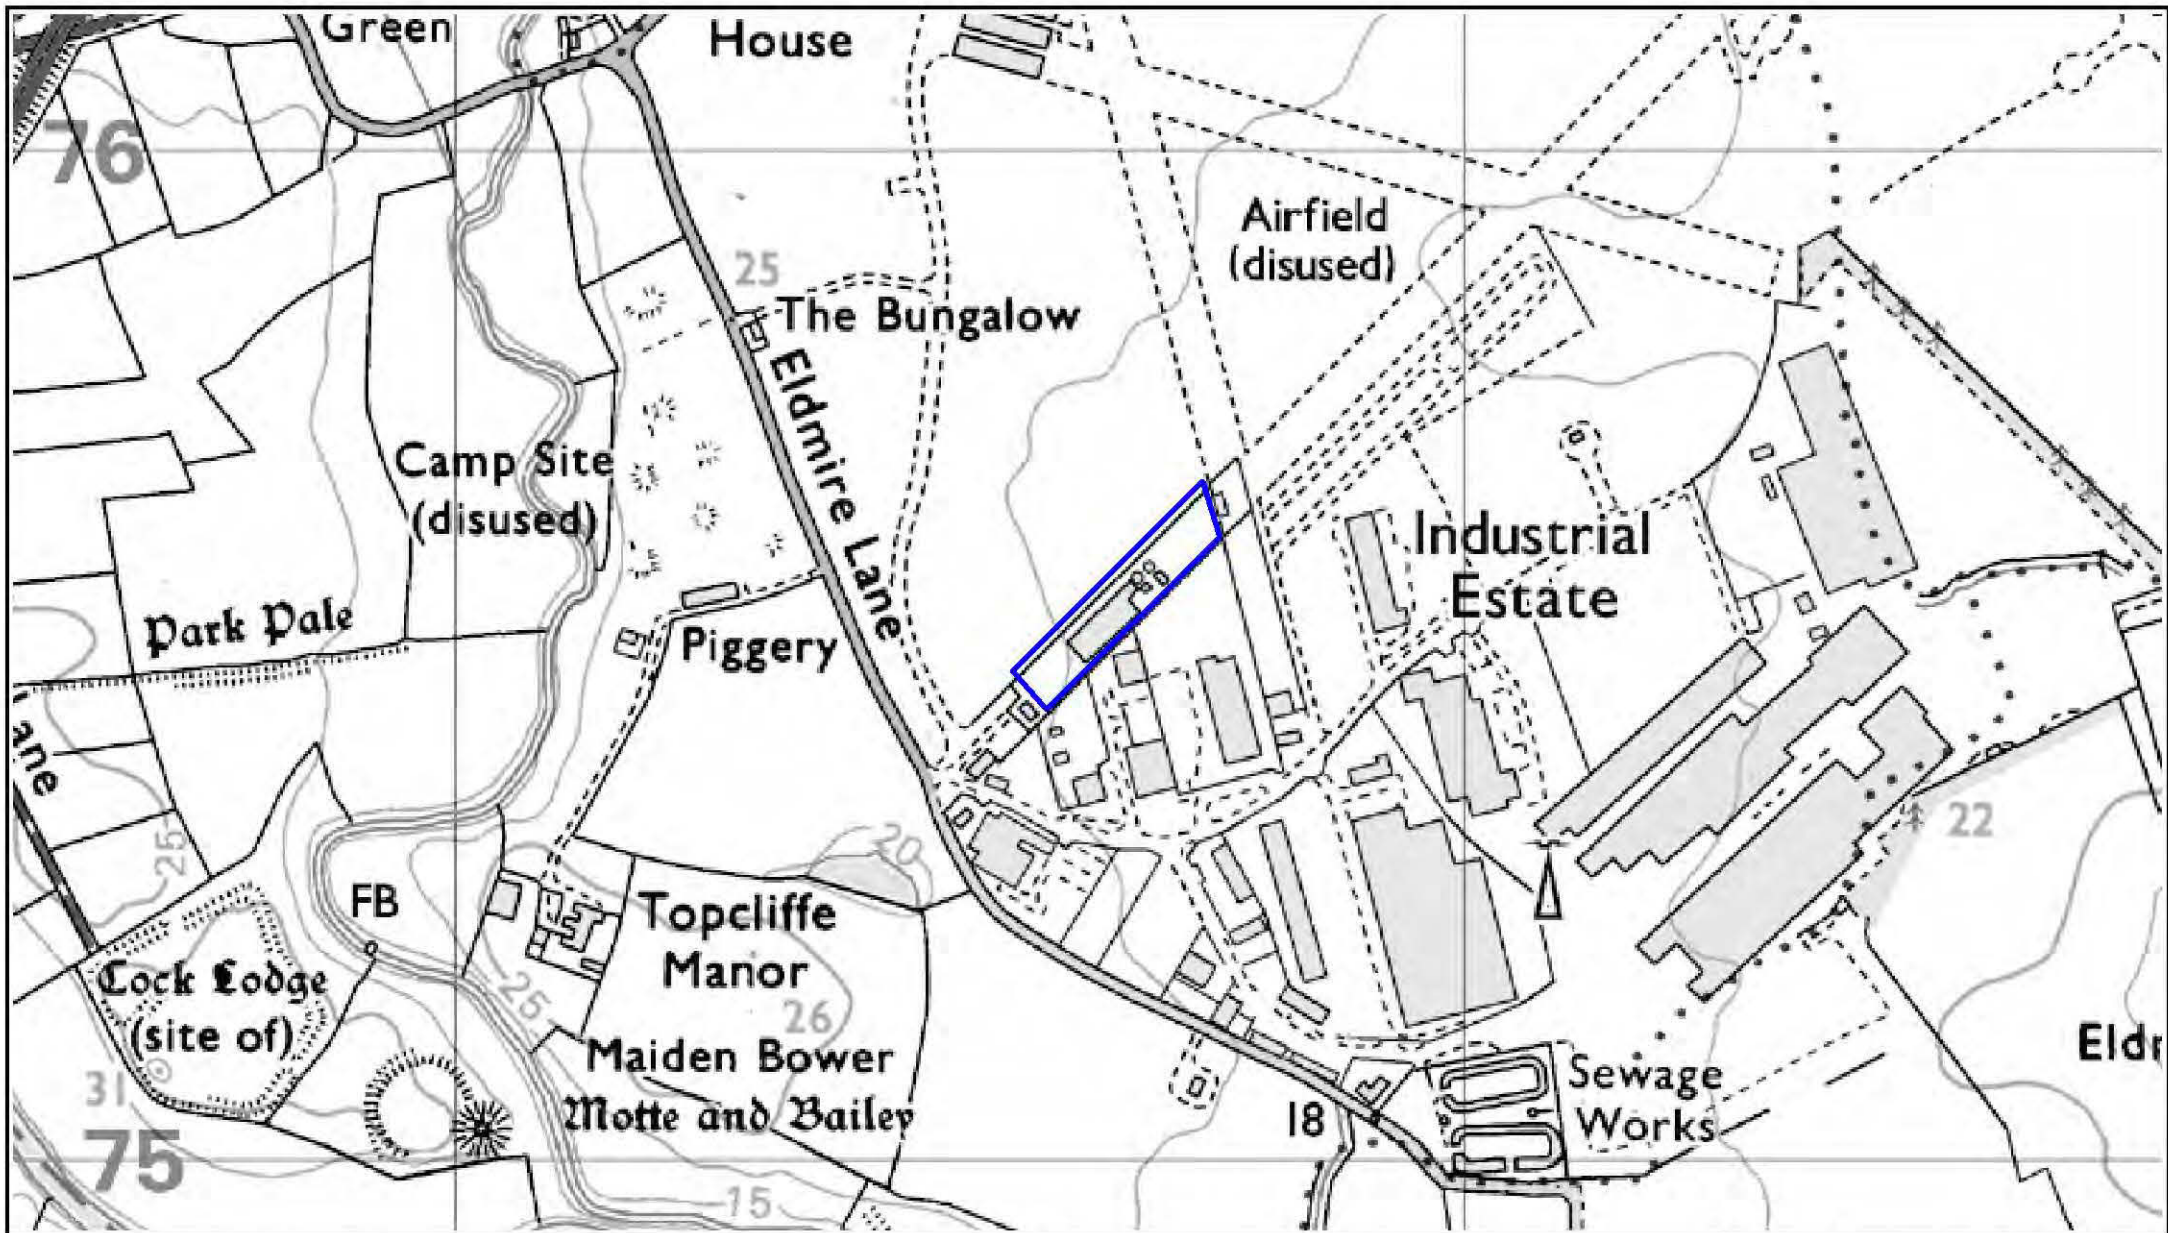 Green
House
76
Airfield
(disused)
25
The Bungalow
Eldmire Lane
Camp Site
(disused)
Industrial
Estate
Park Pale
Piggery
ane
25
20
22
FB
Topcliffe
Manor
Cock Lodge
(site of)
25
26
Maiden Bower
Motte and Bailey
31
75
18
Sewage
Works
Eldr
15